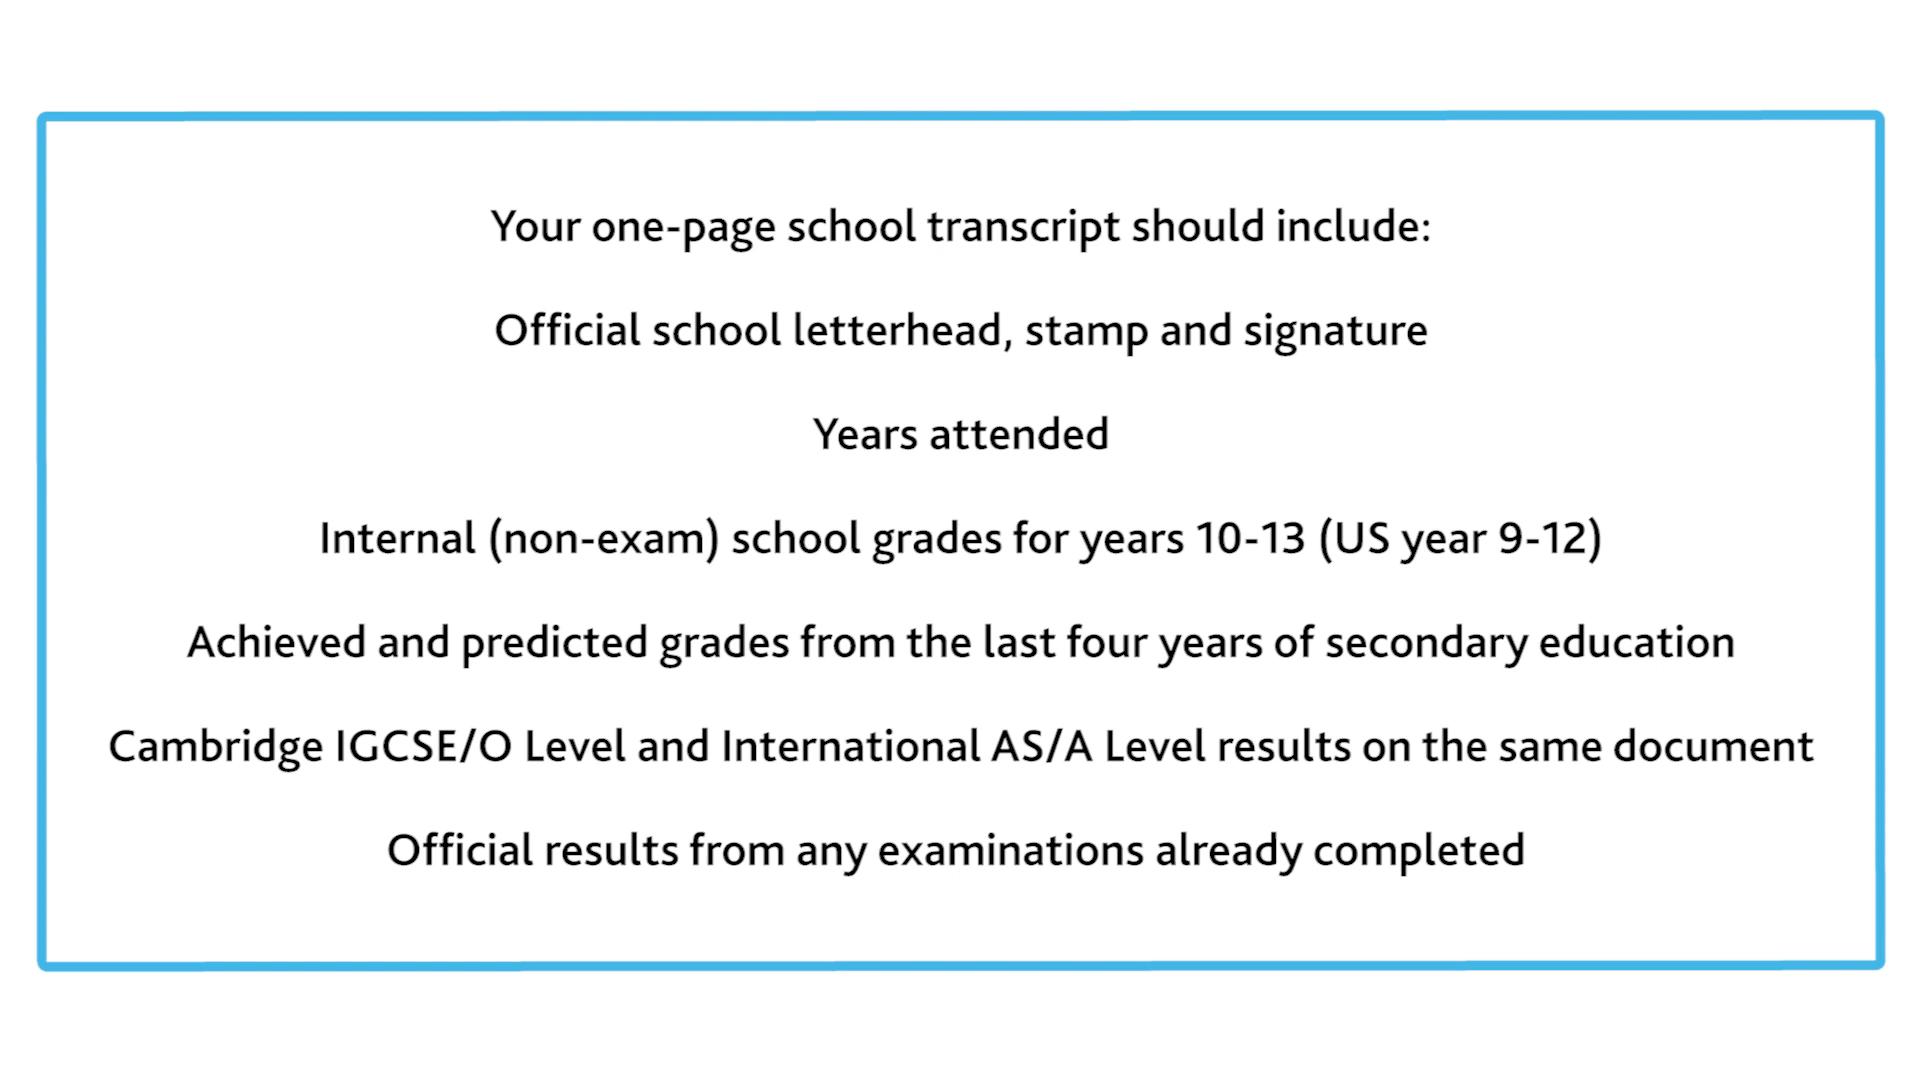 Your one-page school transcript should include:
Official school letterhead, stamp and signature
Years attended
Internal (non-exam) school grades for years 10-13 (US year 9-12)
Achieved and predicted grades from the last four years of secondary education
Cambridge IGCSE/O Level and International AS/A Level results on the same document
Official results from any examinations already completed